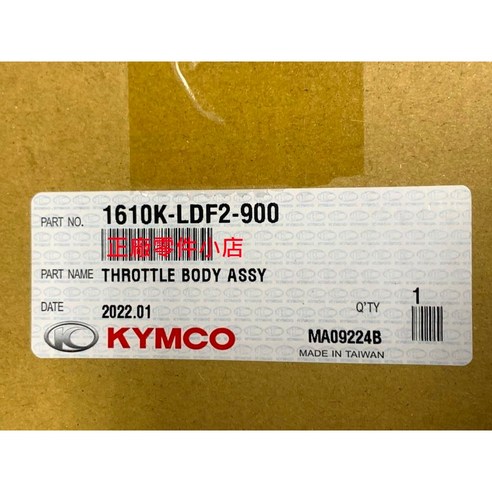 PART NO. 1610K-LDF2-900
正廠零件小店
PART NAME THROTTLE BODY ASSY
DATE 2022.01 Q'TY 1
KYMCO MA09224B
MADE IN TAIWAN